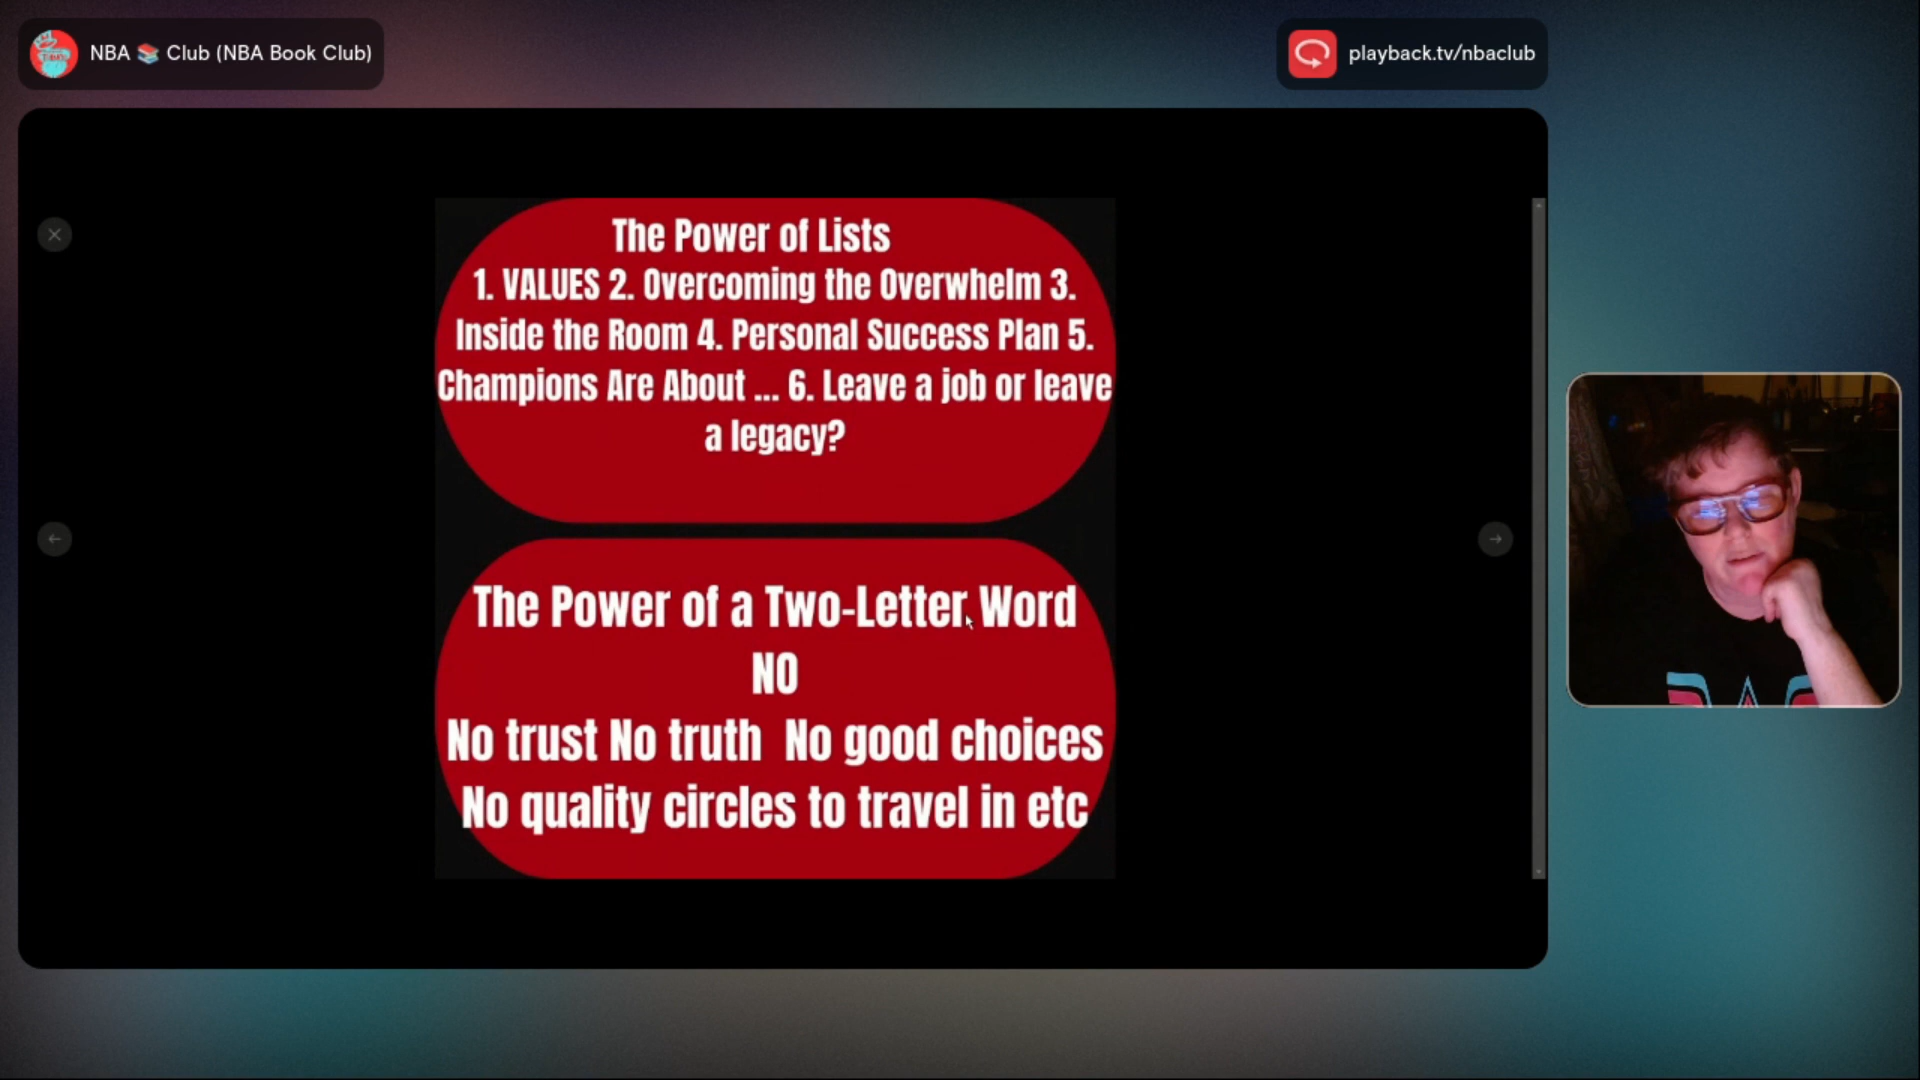 NBA 📚 Club (NBA Book Club)
playback.tv/nbaclub
The Power of Lists
1. VALUES 2. Overcoming the Overwhelm 3.
Inside the Room 4. Personal Success Plan 5.
Champions Are About ... 6. Leave a job or leave
a legacy?
The Power of a Two-Letter Word
NO
No trust No truth  No good choices
No quality circles to travel in etc